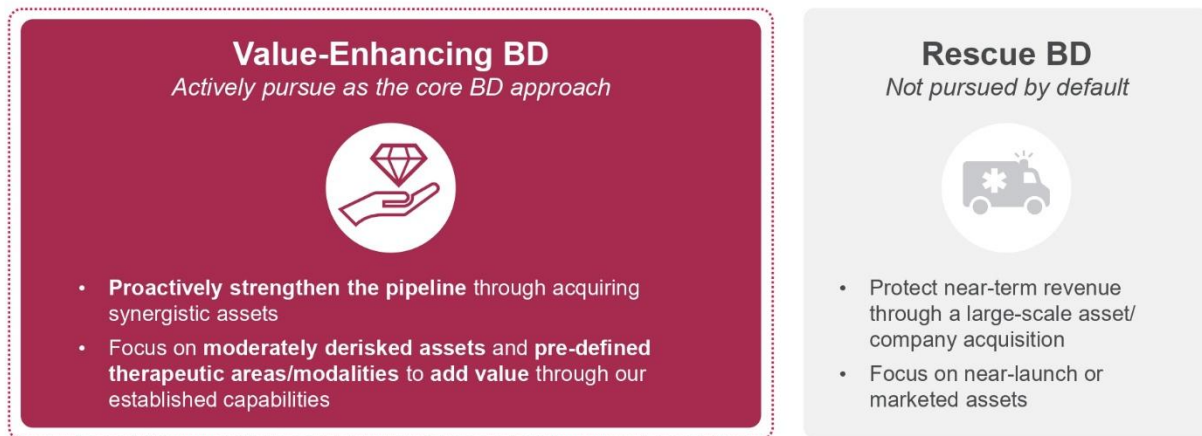 Value-Enhancing BD
Actively pursue as the core BD approach
• Proactively strengthen the pipeline through acquiring
synergistic assets
• Focus on moderately derisked assets and pre-defined
therapeutic areas/modalities to add value through our
established capabilities
Rescue BD
Not pursued by default
• Protect near-term revenue
through a large-scale asset/
company acquisition
• Focus on near-launch or
marketed assets